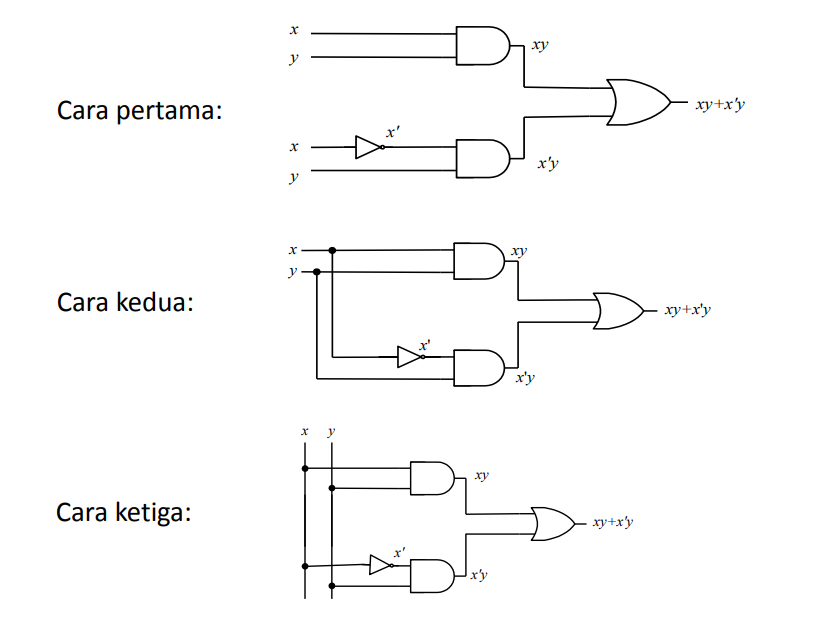 x
xy
y
xy+x'y
Cara pertama:
x'
x
x'y
y
x
xy
y
Cara kedua:
xy+x'y
x'
x'y
x y
xy
Cara ketiga:
xy+x'y
x'
x'y